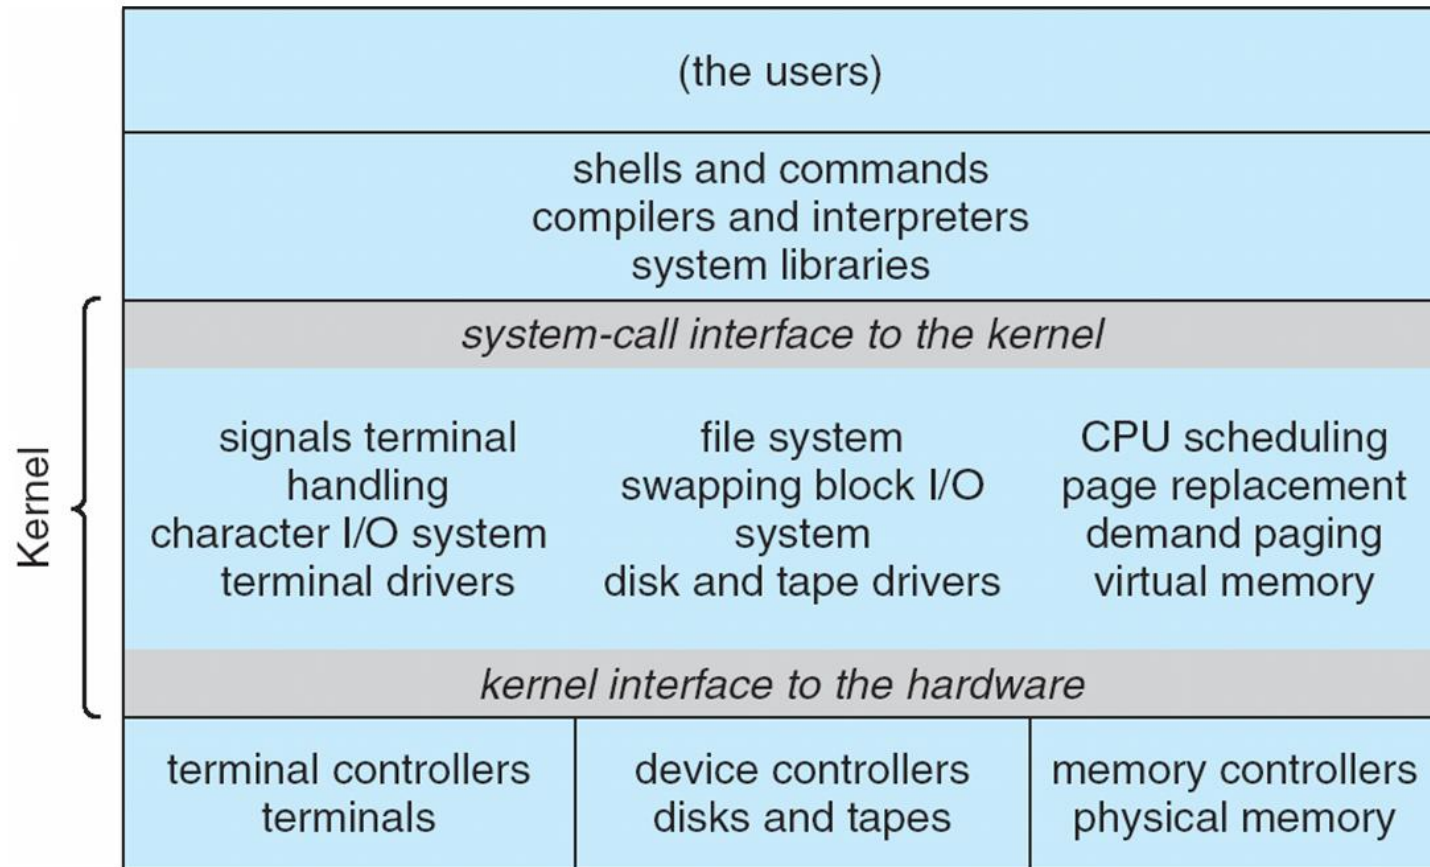 (the users)
shells and commands
compilers and interpreters
system libraries
Kernel
system-call interface to the kernel
signals terminal
handling
character I/O system
terminal drivers
file system
swapping block I/O
system
disk and tape drivers
CPU scheduling
page replacement
demand paging
virtual memory
kernel interface to the hardware
terminal controllers
terminals
device controllers
disks and tapes
memory controllers
physical memory